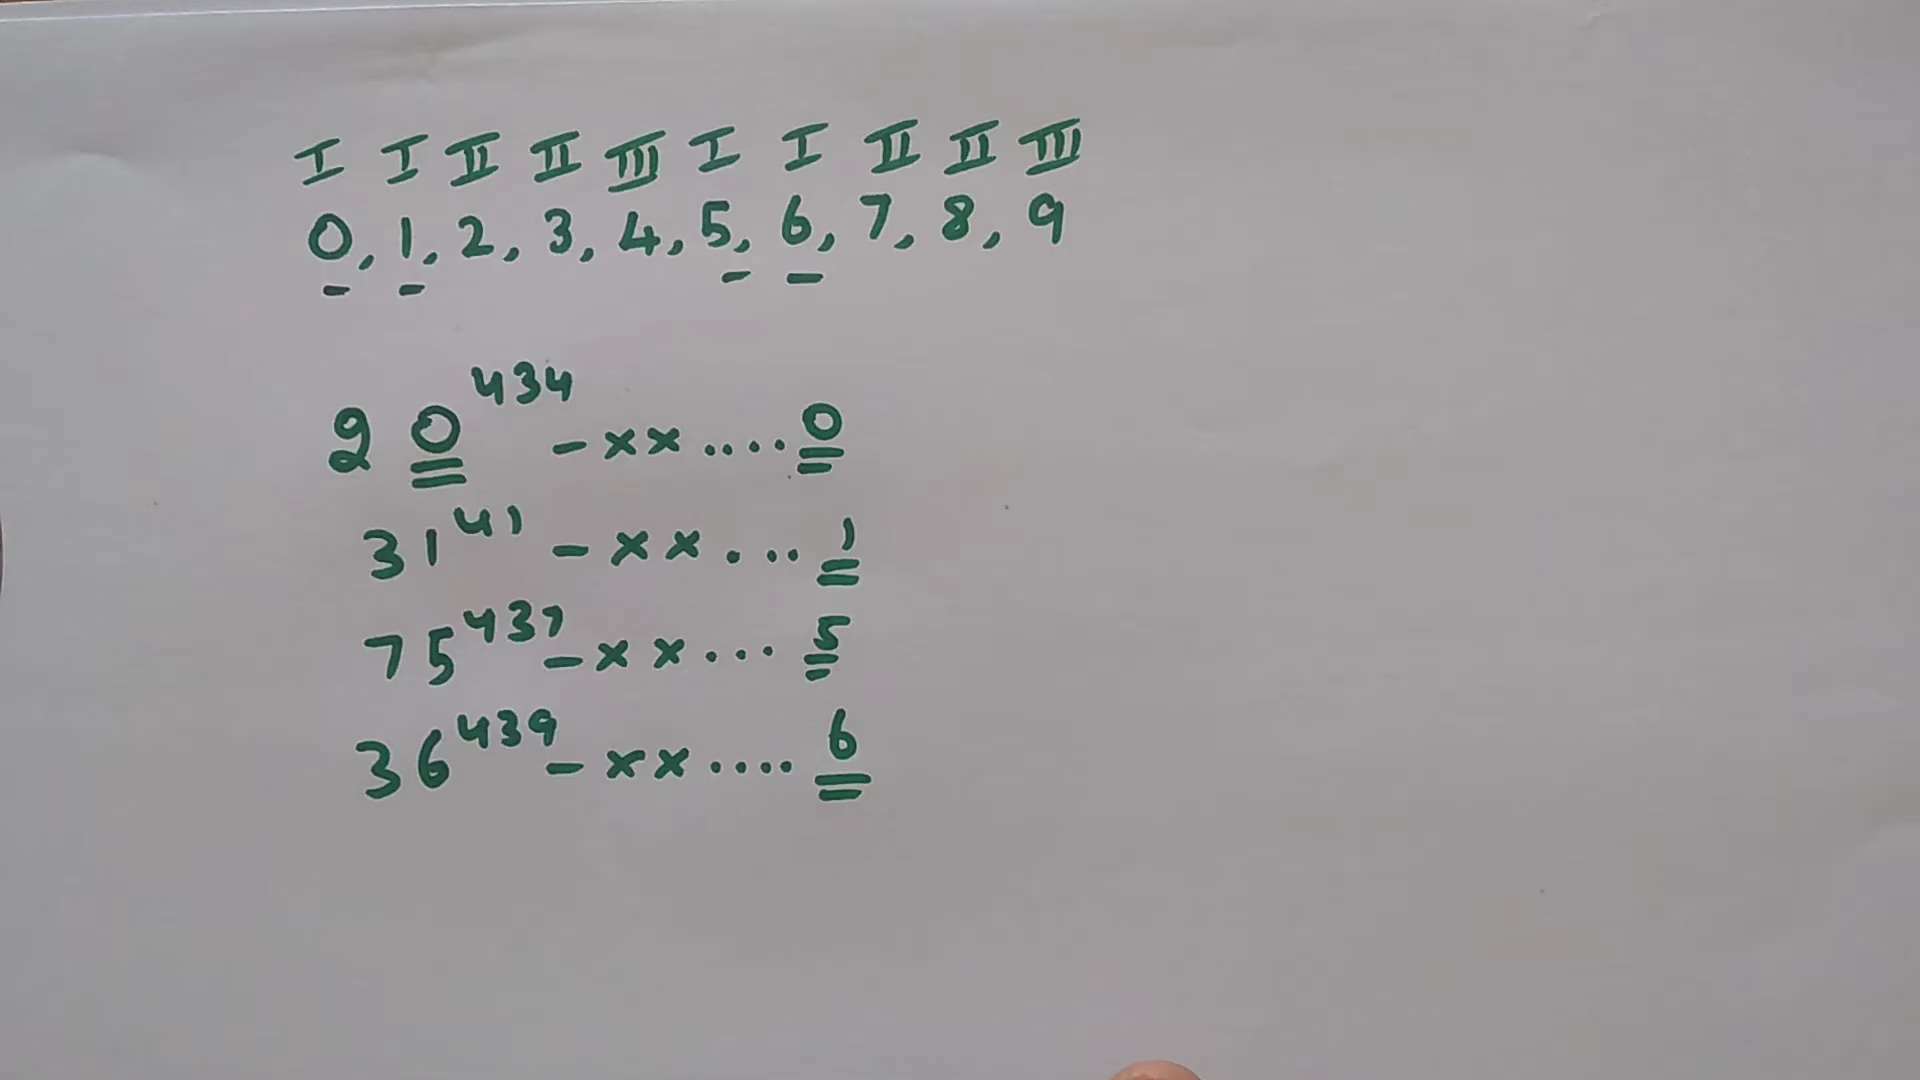 I I II II III I I II II III
0, 1, 2, 3, 4, 5, 6, 7, 8, 9
20^434 - xx .... 0
31^41 - xx . ... 1
75^437 - xx ... 5
36^439 - xx .... 6